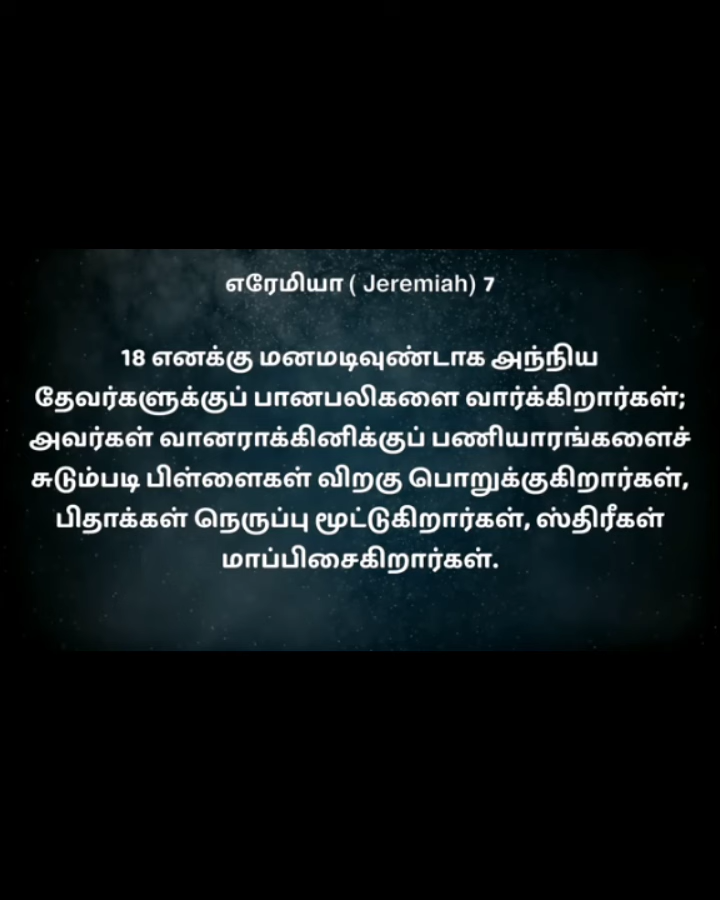 எரேமியா ( Jeremiah) 7
18 எனக்கு மனமடிவுண்டாக அந்நிய
தேவர்களுக்குப் பானபலிகளை வார்க்கிறார்கள்;
அவர்கள் வானராக்கினிக்குப் பணியாரங்களைச்
சுடும்படி பிள்ளைகள் விறகு பொறுக்குகிறார்கள்,
பிதாக்கள் நெருப்பு மூட்டுகிறார்கள், ஸ்திரீகள்
மாப்பிசைகிறார்கள்.